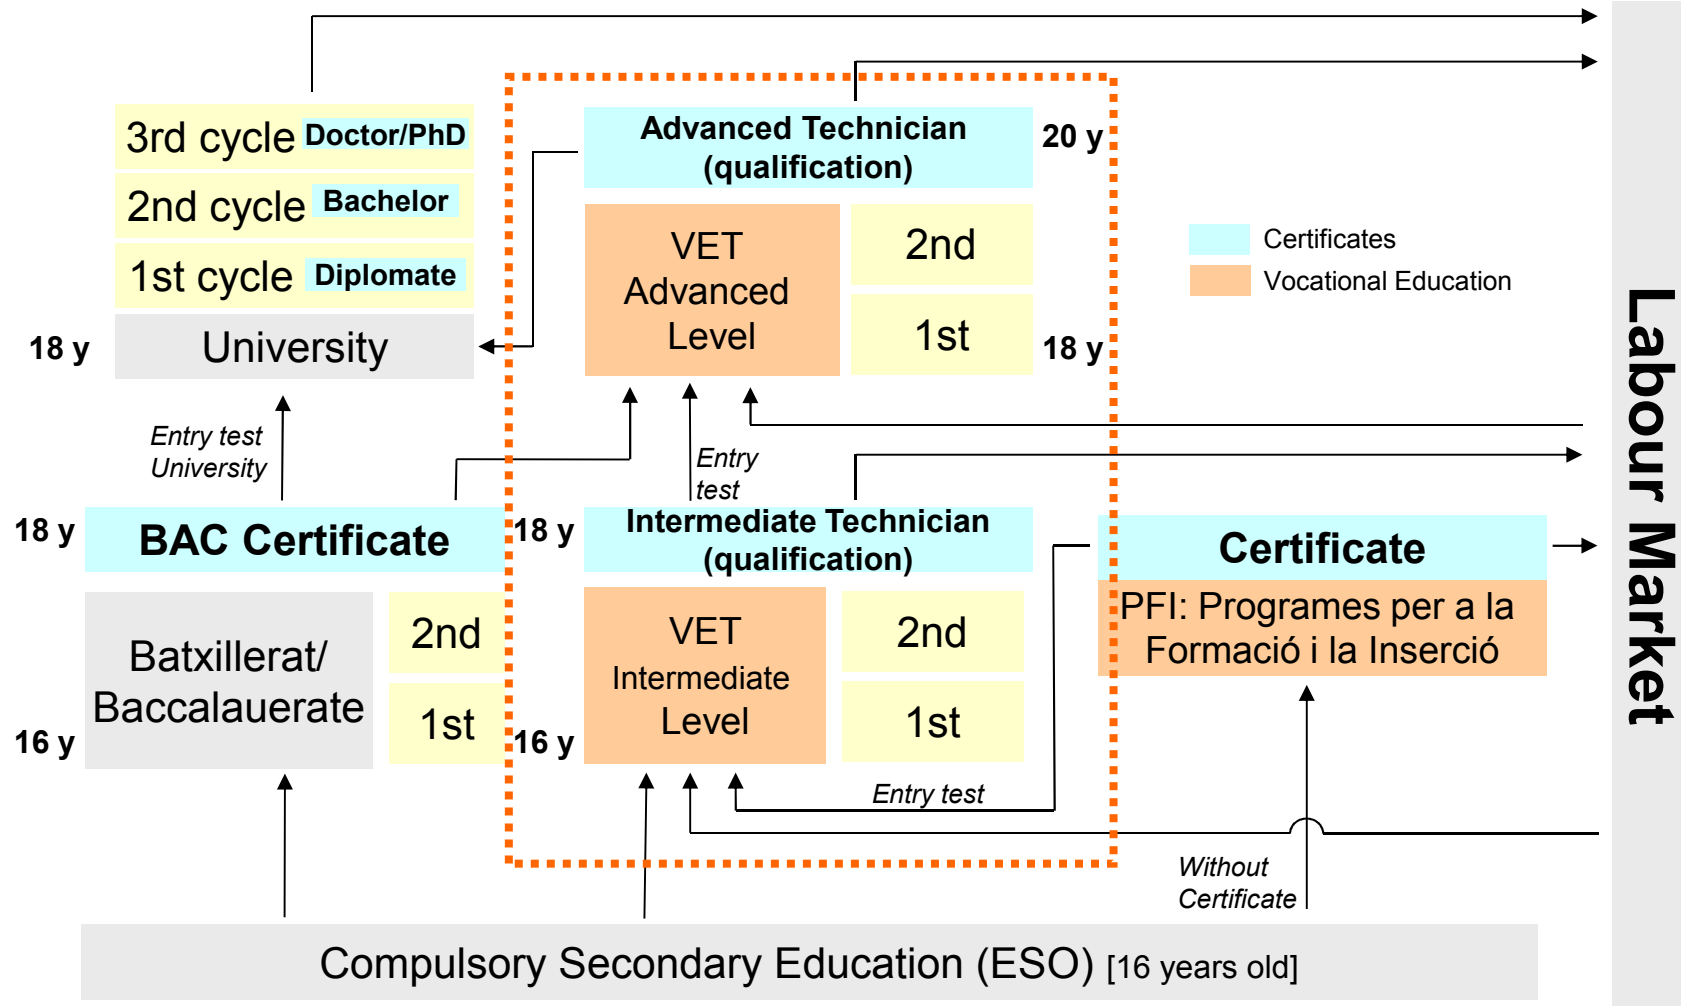 3rd cycle Doctor/PhD
2nd cycle Bachelor
1st cycle Diplomate
18 y University
Advanced Technician
(qualification)
20 y
VET
Advanced
Level
2nd
1st
18 y
Certificates
Vocational Education
Entry test
University
Entry
test
18 y BAC Certificate
18 y
Intermediate Technician
(qualification)
Certificate
PFI: Programes per a la
Formació i la Inserció
Batxillerat/
Baccalauerate
2nd
1st
16 y
VET
Intermediate
Level
2nd
1st
16 y
Entry test
Without
Certificate
Compulsory Secondary Education (ESO) [16 years old]
Labour Market